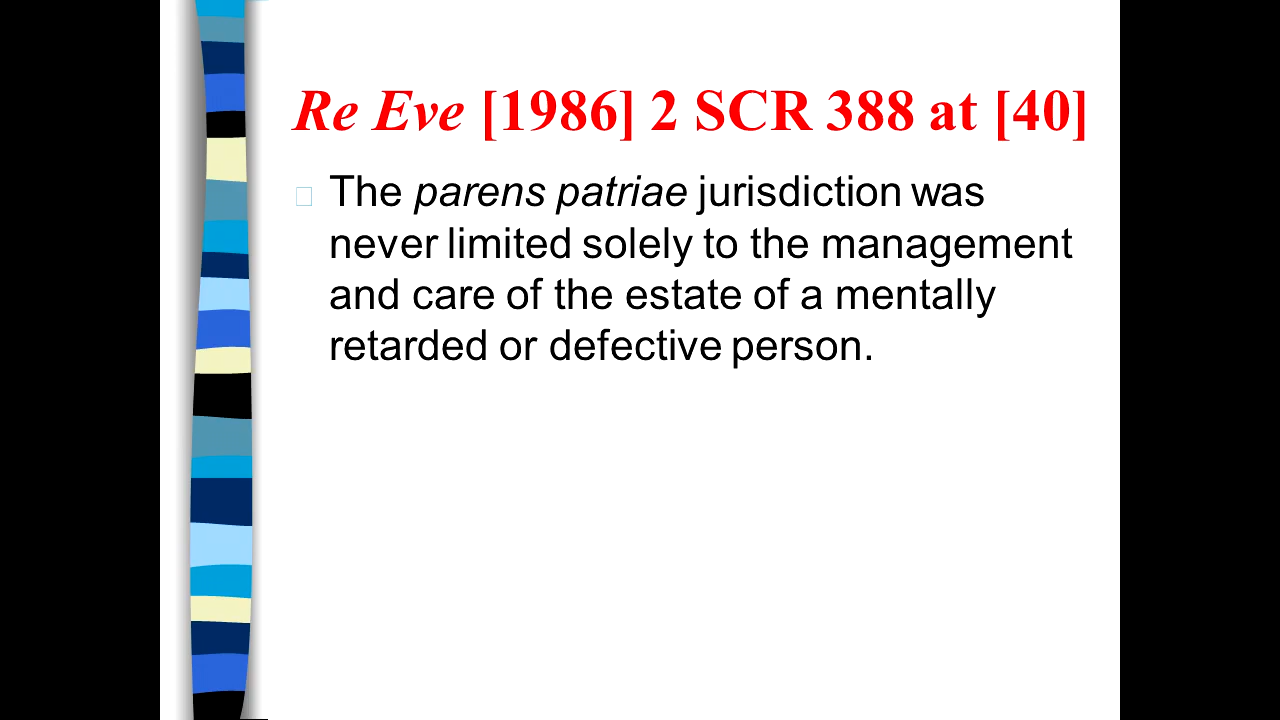 Re Eve [1986] 2 SCR 388 at [40]
The parens patriae jurisdiction was
never limited solely to the management
and care of the estate of a mentally
retarded or defective person.